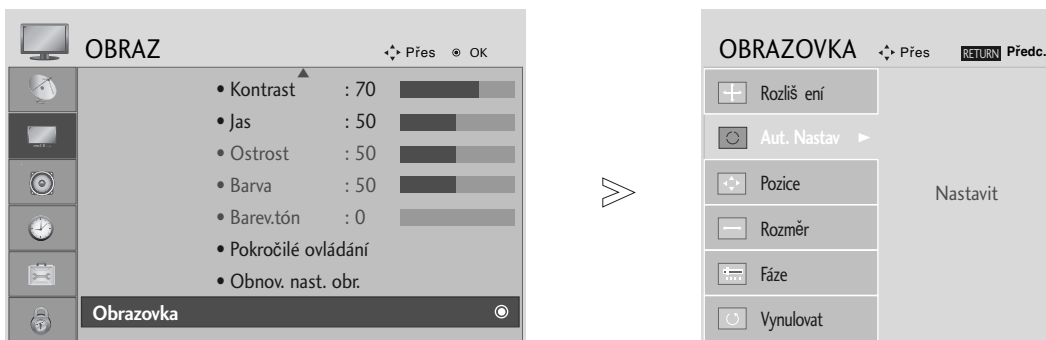 OBRAZ Přes OK
• Kontrast : 70
• Jas : 50
• Ostrost : 50
• Barva : 50
• Barev.tón : 0
• Pokročilé ovládání
• Obnov. nast. obr.
Obrazovka
OBRAZOVKA Přes RETURN Předc.
Rozliš ení
Aut. Nastav ►
Pozice
Rozměr
Fáze
Vynulovat
Nastavit